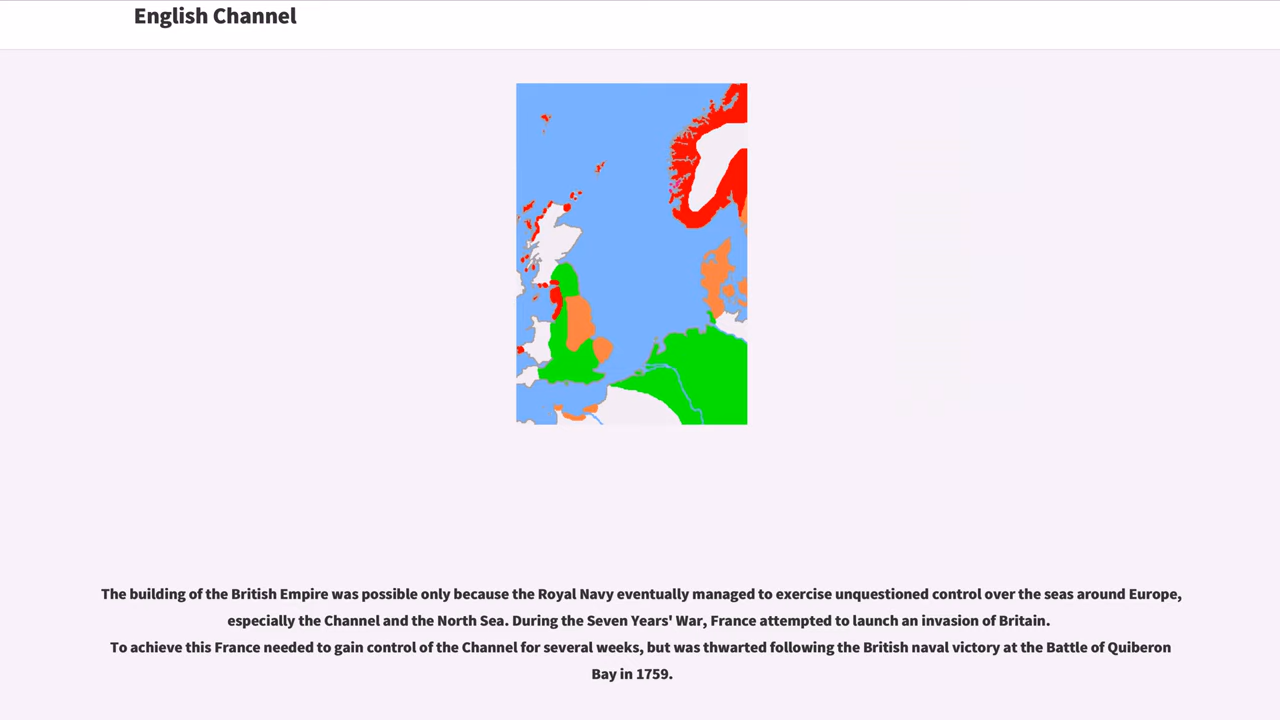 English Channel
The building of the British Empire was possible only because the Royal Navy eventually managed to exercise unquestioned control over the seas around Europe,
especially the Channel and the North Sea. During the Seven Years' War, France attempted to launch an invasion of Britain.
To achieve this France needed to gain control of the Channel for several weeks, but was thwarted following the British naval victory at the Battle of Quiberon
Bay in 1759.